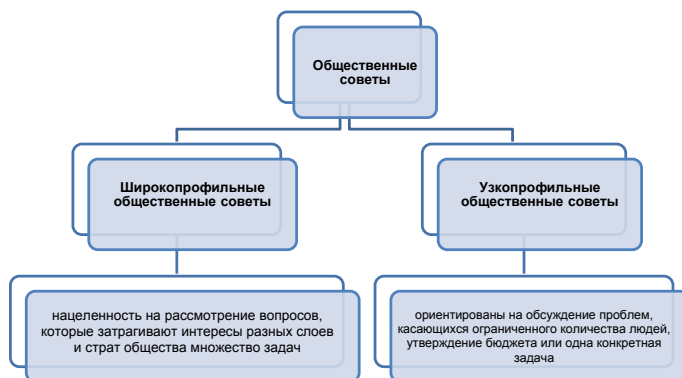 Общественные
советы
Широкопрофильные
общественные советы
Узкопрофильные
общественные советы
нацеленность на рассмотрение вопросов,
которые затрагивают интересы разных слоев
и страт общества множество задач
ориентированы на обсуждение проблем,
касающихся ограниченного количества людей,
утверждение бюджета или одна конкретная
задача